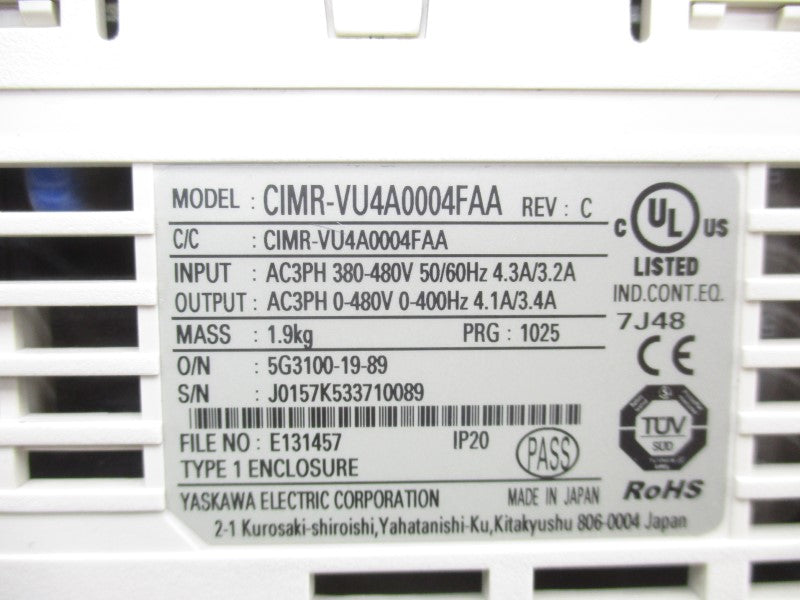 MODEL : CIMR-VU4A0004FAA REV : C
C/C : CIMR-VU4A0004FAA
INPUT : AC3PH 380-480V 50/60Hz 4.3A/3.2A
OUTPUT : AC3PH 0-480V 0-400Hz 4.1A/3.4A
MASS : 1.9kg PRG : 1025
O/N : 5G3100-19-89
S/N : J0157K533710089
FILE NO : E131457 IP20
TYPE 1 ENCLOSURE
PASS
YASKAWA ELECTRIC CORPORATION MADE IN JAPAN
2-1 Kurosaki-shiroishi,Yahatanishi-Ku,Kitakyushu 806-0004 Japan
C UL US
LISTED
IND.CONT.EQ.
7J48
CE
TÜV
SÜD
RoHS